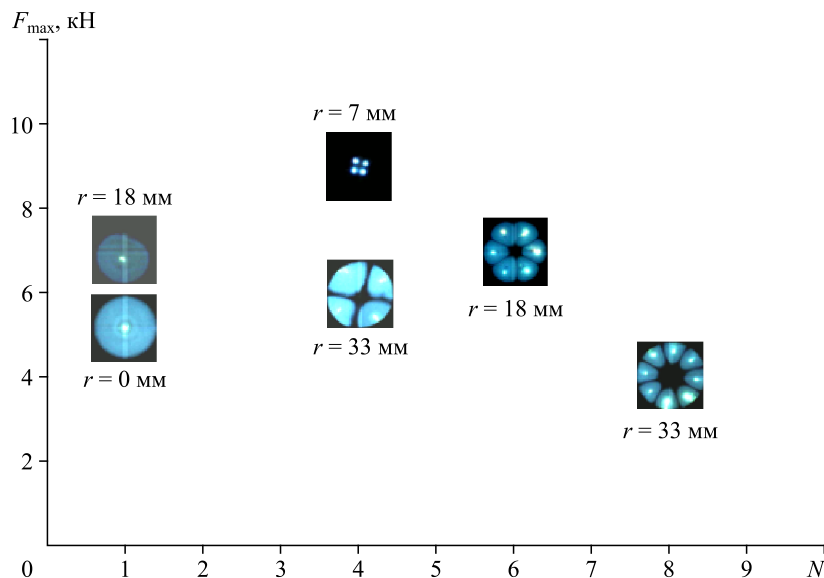 F_max, кН
r = 7 мм
10
r = 18 мм
8
6
r = 18 мм
r = 33 мм
r = 0 мм
4
r = 33 мм
2
0 1 2 3 4 5 6 7 8 9 N